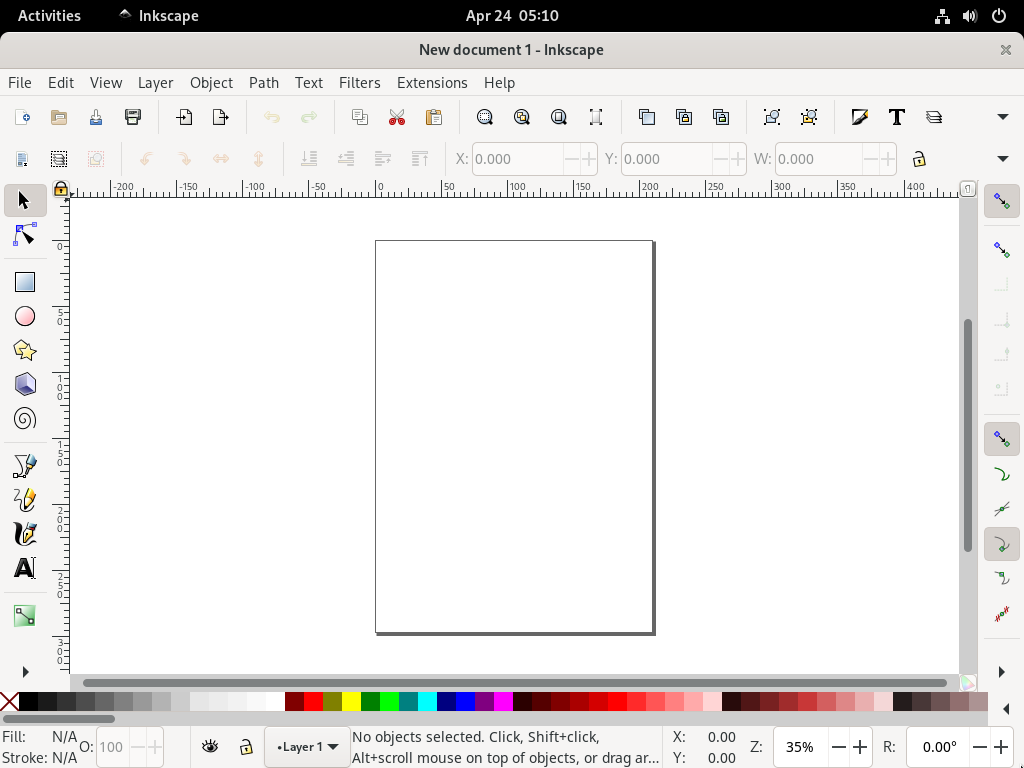 Activities Inkscape Apr 24 05:10
New document 1 - Inkscape
File Edit View Layer Object Path Text Filters Extensions Help
X: 0.000 Y: 0.000 W: 0.000
-200 -150 -100 -50 0 50 100 150 200 250 300 350 400
0
50
100
150
200
250
300
Fill: N/A
Stroke: N/A
O: 100
•Layer 1
No objects selected. Click, Shift+click,
Alt+scroll mouse on top of objects, or drag ar...
X: 0.00
Y: 0.00
Z: 35% R: 0.00°